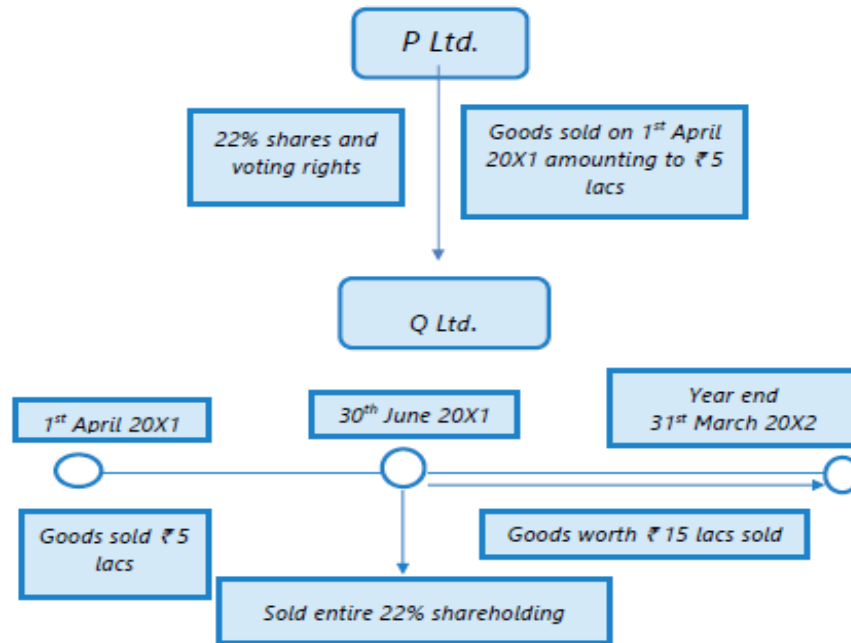 P Ltd.
22% shares and
voting rights
Goods sold on 1st April
20X1 amounting to ₹ 5
lacs
Q Ltd.
1st April 20X1
30th June 20X1
Year end
31st March 20X2
Goods sold ₹ 5
lacs
Goods worth ₹ 15 lacs sold
Sold entire 22% shareholding